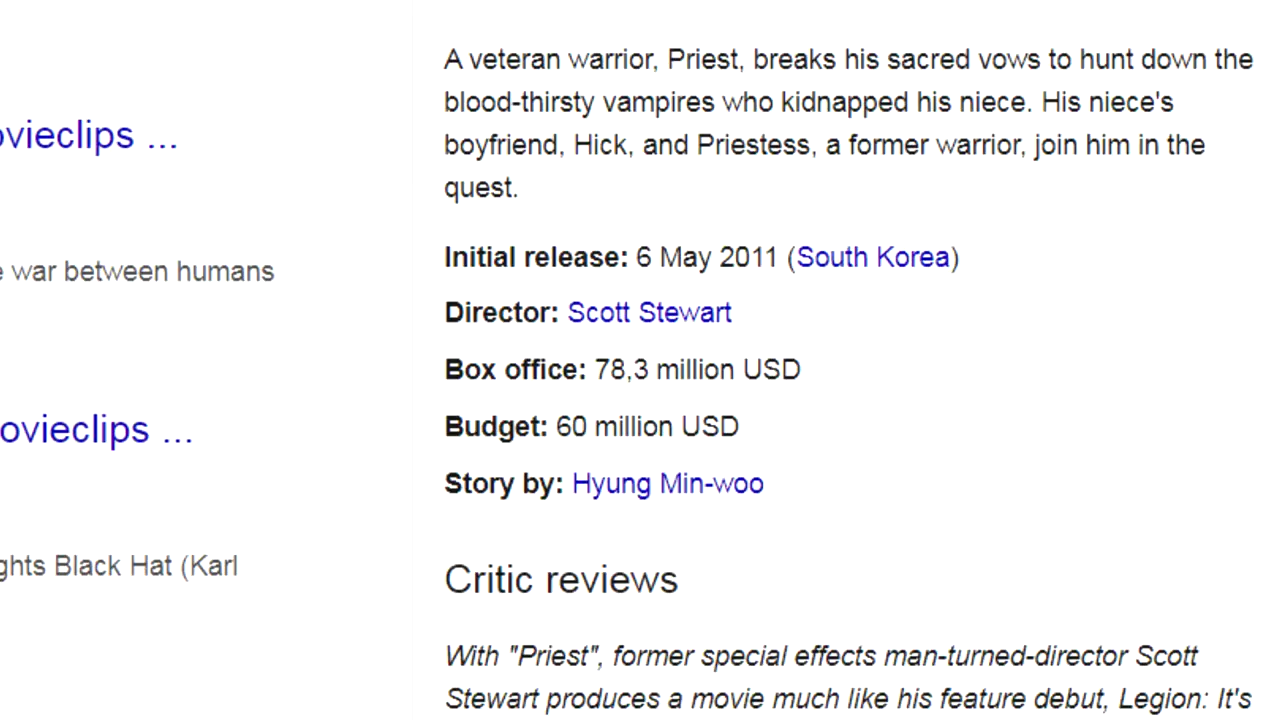 A veteran warrior, Priest, breaks his sacred vows to hunt down the
blood-thirsty vampires who kidnapped his niece. His niece's
boyfriend, Hick, and Priestess, a former warrior, join him in the
quest.
Initial release: 6 May 2011 (South Korea)
Director: Scott Stewart
Box office: 78,3 million USD
Budget: 60 million USD
Story by: Hyung Min-woo
Critic reviews
With "Priest", former special effects man-turned-director Scott
Stewart produces a movie much like his feature debut, Legion: It's
ovieclips ...
war between humans
ovieclips ...
ghts Black Hat (Karl